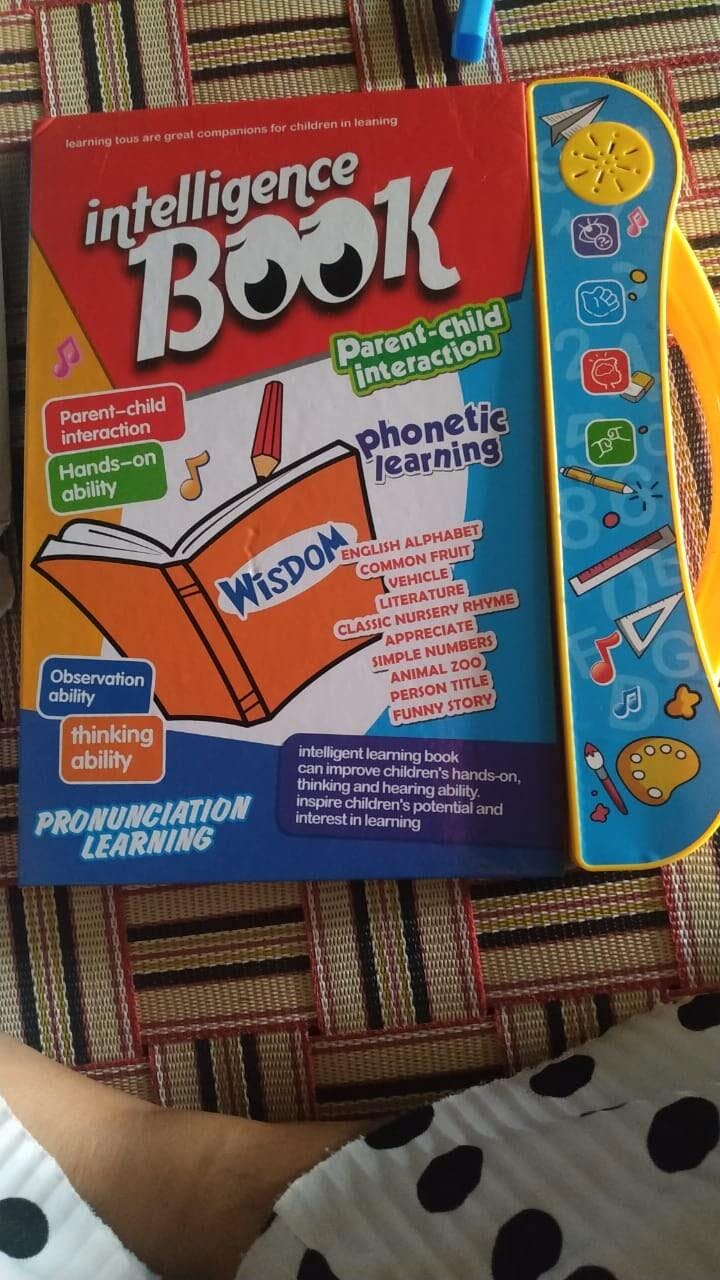 learning tous are great companions for children in leaning
intelligence
BOOK
Parent-Child
interaction
Parent-child
interaction
Hands-on
ability
phonetic
learning
WISDOM
ENGLISH ALPHABET
COMMON FRUIT
VEHICLE
LITERATURE
CLASSIC NURSERY RHYME
APPRECIATE
SIMPLE NUMBERS
ANIMAL ZOO
PERSON TITLE
FUNNY STORY
Observation
ability
thinking
ability
intelligent learning book
can improve children's hands-on,
thinking and hearing ability.
inspire children's potential and
interest in learning
PRONUNCIATION
LEARNING